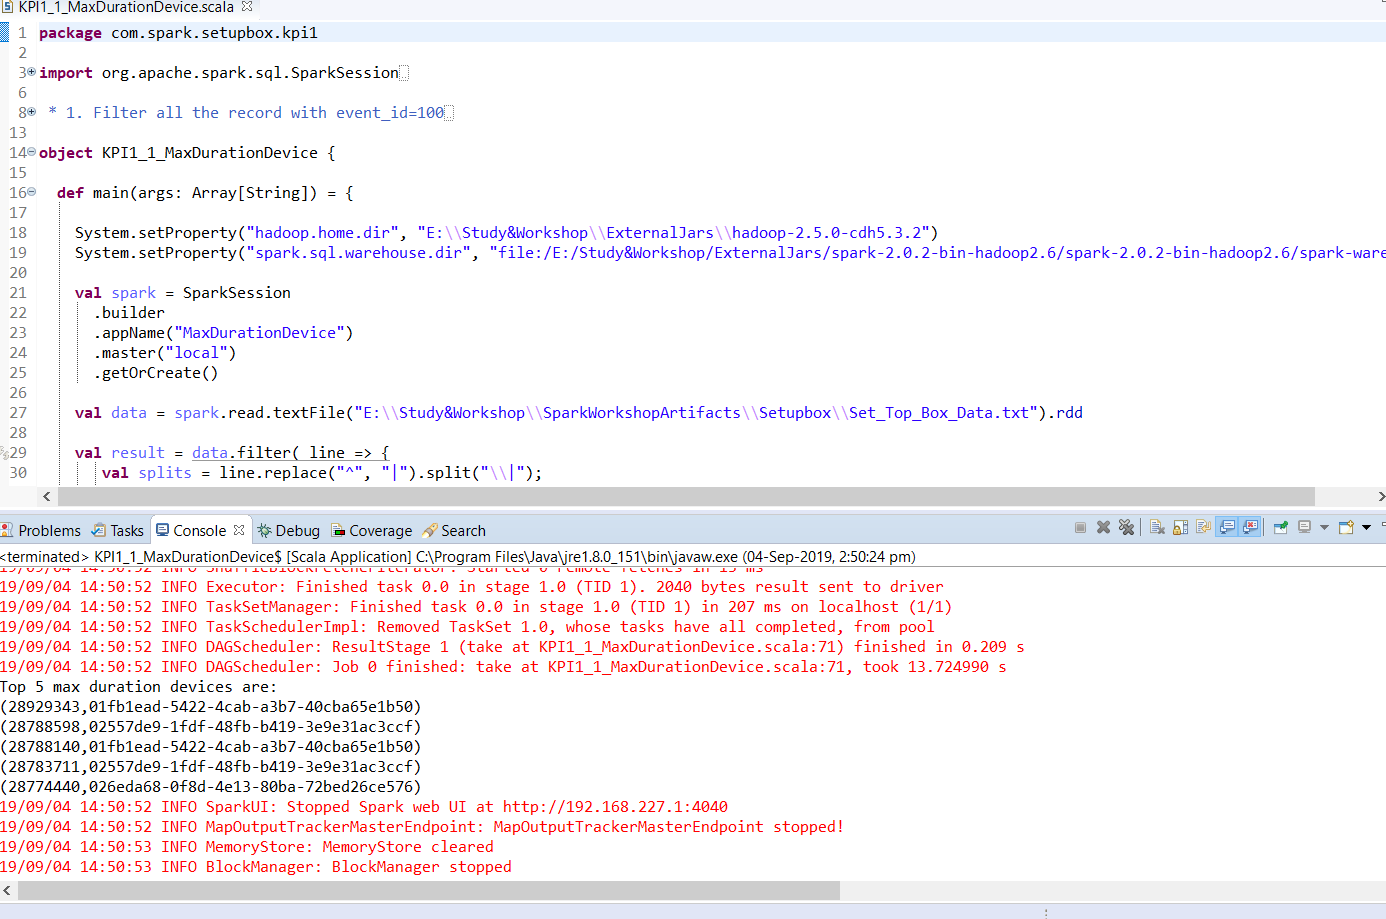 KPI1_1_MaxDurationDevice.scala
1 package com.spark.setupbox.kpi1
2
3 import org.apache.spark.sql.SparkSession
6
8 * 1. Filter all the record with event_id=100
13
14 object KPI1_1_MaxDurationDevice {
15
16 def main(args: Array[String]) = {
17
18 System.setProperty("hadoop.home.dir", "E:\\Study&Workshop\\ExternalJars\\hadoop-2.5.0-cdh5.3.2")
19 System.setProperty("spark.sql.warehouse.dir", "file:/E:/Study&Workshop/ExternalJars/spark-2.0.2-bin-hadoop2.6/spark-2.0.2-bin-hadoop2.6/spark-ware
20
21 val spark = SparkSession
22 .builder
23 .appName("MaxDurationDevice")
24 .master("local")
25 .getOrCreate()
26
27 val data = spark.read.textFile("E:\\Study&Workshop\\SparkWorkshopArtifacts\\Setupbox\\Set_Top_Box_Data.txt").rdd
28
29 val result = data.filter( line => {
30 val splits = line.replace("^", "|").split("\\|");
Problems Tasks Console Debug Coverage Search
<terminated> KPI1_1_MaxDurationDevice$ [Scala Application] C:\Program Files\Java\jre1.8.0_151\bin\javaw.exe (04-Sep-2019, 2:50:24 pm)
19/09/04 14:50:52 INFO ShuffleBlockFetcherIterator: Started 0 remote fetches in 15 ms
19/09/04 14:50:52 INFO Executor: Finished task 0.0 in stage 1.0 (TID 1). 2040 bytes result sent to driver
19/09/04 14:50:52 INFO TaskSetManager: Finished task 0.0 in stage 1.0 (TID 1) in 207 ms on localhost (1/1)
19/09/04 14:50:52 INFO TaskSchedulerImpl: Removed TaskSet 1.0, whose tasks have all completed, from pool
19/09/04 14:50:52 INFO DAGScheduler: ResultStage 1 (take at KPI1_1_MaxDurationDevice.scala:71) finished in 0.209 s
19/09/04 14:50:52 INFO DAGScheduler: Job 0 finished: take at KPI1_1_MaxDurationDevice.scala:71, took 13.724990 s
Top 5 max duration devices are:
(28929343,01fb1ead-5422-4cab-a3b7-40cba65e1b50)
(28788598,02557de9-1fdf-48fb-b419-3e9e31ac3ccf)
(28788140,01fb1ead-5422-4cab-a3b7-40cba65e1b50)
(28783711,02557de9-1fdf-48fb-b419-3e9e31ac3ccf)
(28774440,026eda68-0f8d-4e13-80ba-72bed26ce576)
19/09/04 14:50:52 INFO SparkUI: Stopped Spark web UI at http://192.168.227.1:4040
19/09/04 14:50:52 INFO MapOutputTrackerMasterEndpoint: MapOutputTrackerMasterEndpoint stopped!
19/09/04 14:50:53 INFO MemoryStore: MemoryStore cleared
19/09/04 14:50:53 INFO BlockManager: BlockManager stopped